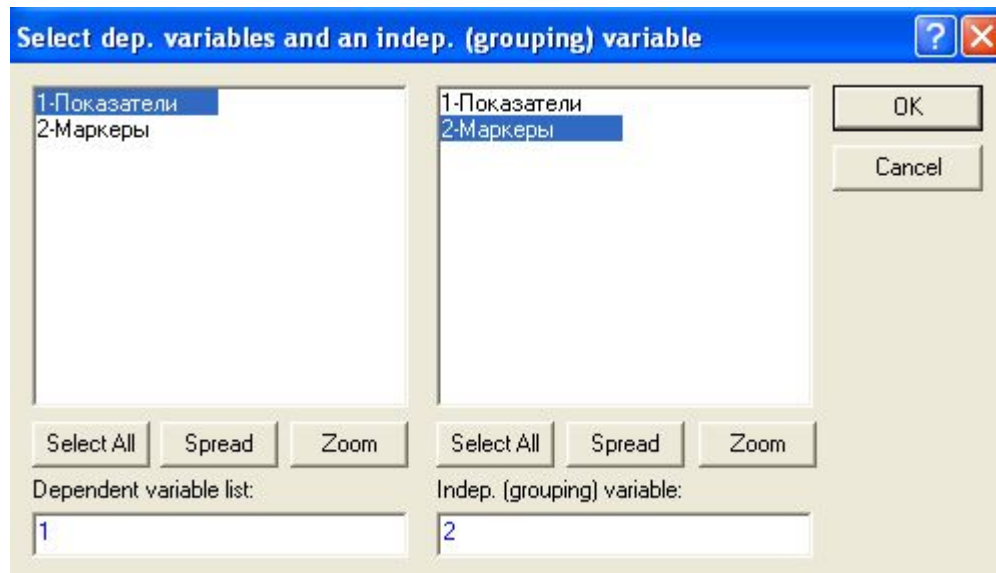 Select dep. variables and an indep. (grouping) variable
1-Показатели
2-Маркеры
1-Показатели
2-Маркеры
OK
Cancel
Select All Spread Zoom Select All Spread Zoom
Dependent variable list: Indep. (grouping) variable:
1 2